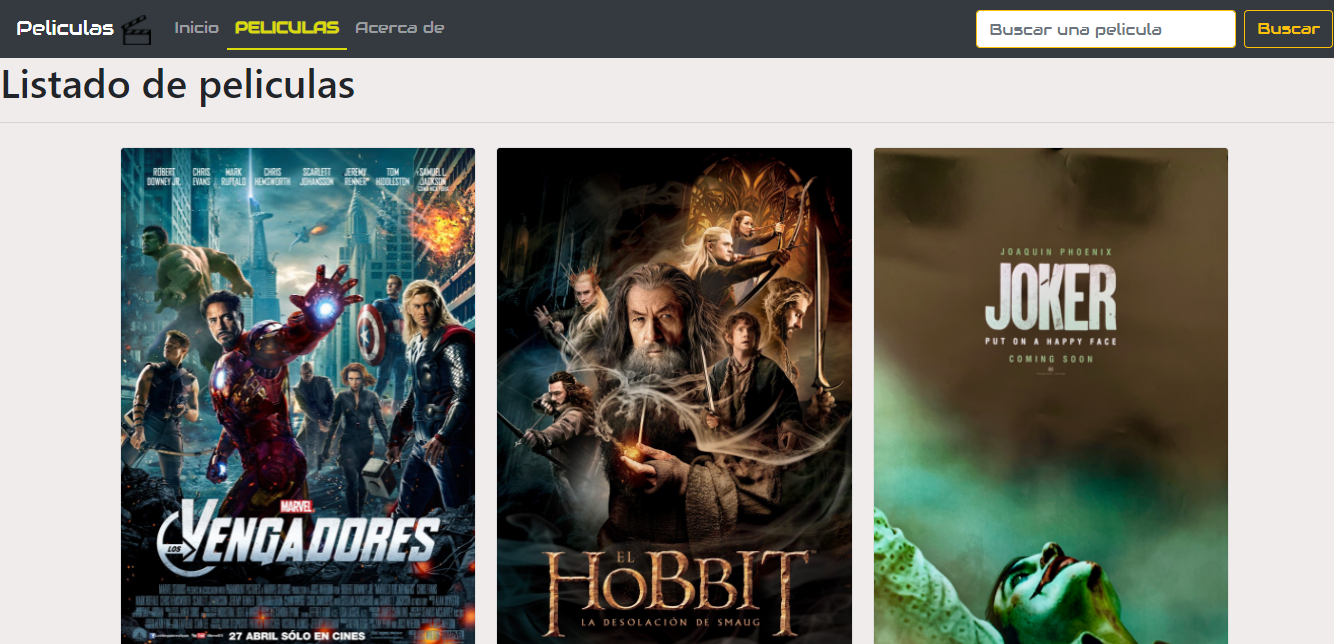 Peliculas
Inicio
PELICULAS
Acerca de
Buscar una pelicula
Buscar
Listado de peliculas
ROBERT DOWNEY JR.
CHRIS EVANS
MARK RUFFALO
CHRIS HEMSWORTH
SCARLETT JOHANSSON
JEREMY RENNER
TOM HIDDLESTON
SAMUEL L. JACKSON
MARVEL
LOS VENGADORES
27 ABRIL SÓLO EN CINES
EL
HOBBIT
LA DESOLACIÓN DE SMAUG
JOAQUIN PHOENIX
JOKER
PUT ON A HAPPY FACE
COMING SOON